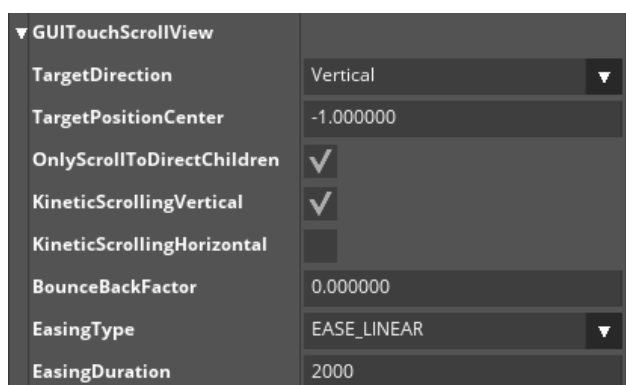 GUITouchScrollView
TargetDirection Vertical
TargetPositionCenter -1.000000
OnlyScrollToDirectChildren
KineticScrollingVertical
KineticScrollingHorizontal
BounceBackFactor 0.000000
EasingType EASE_LINEAR
EasingDuration 2000